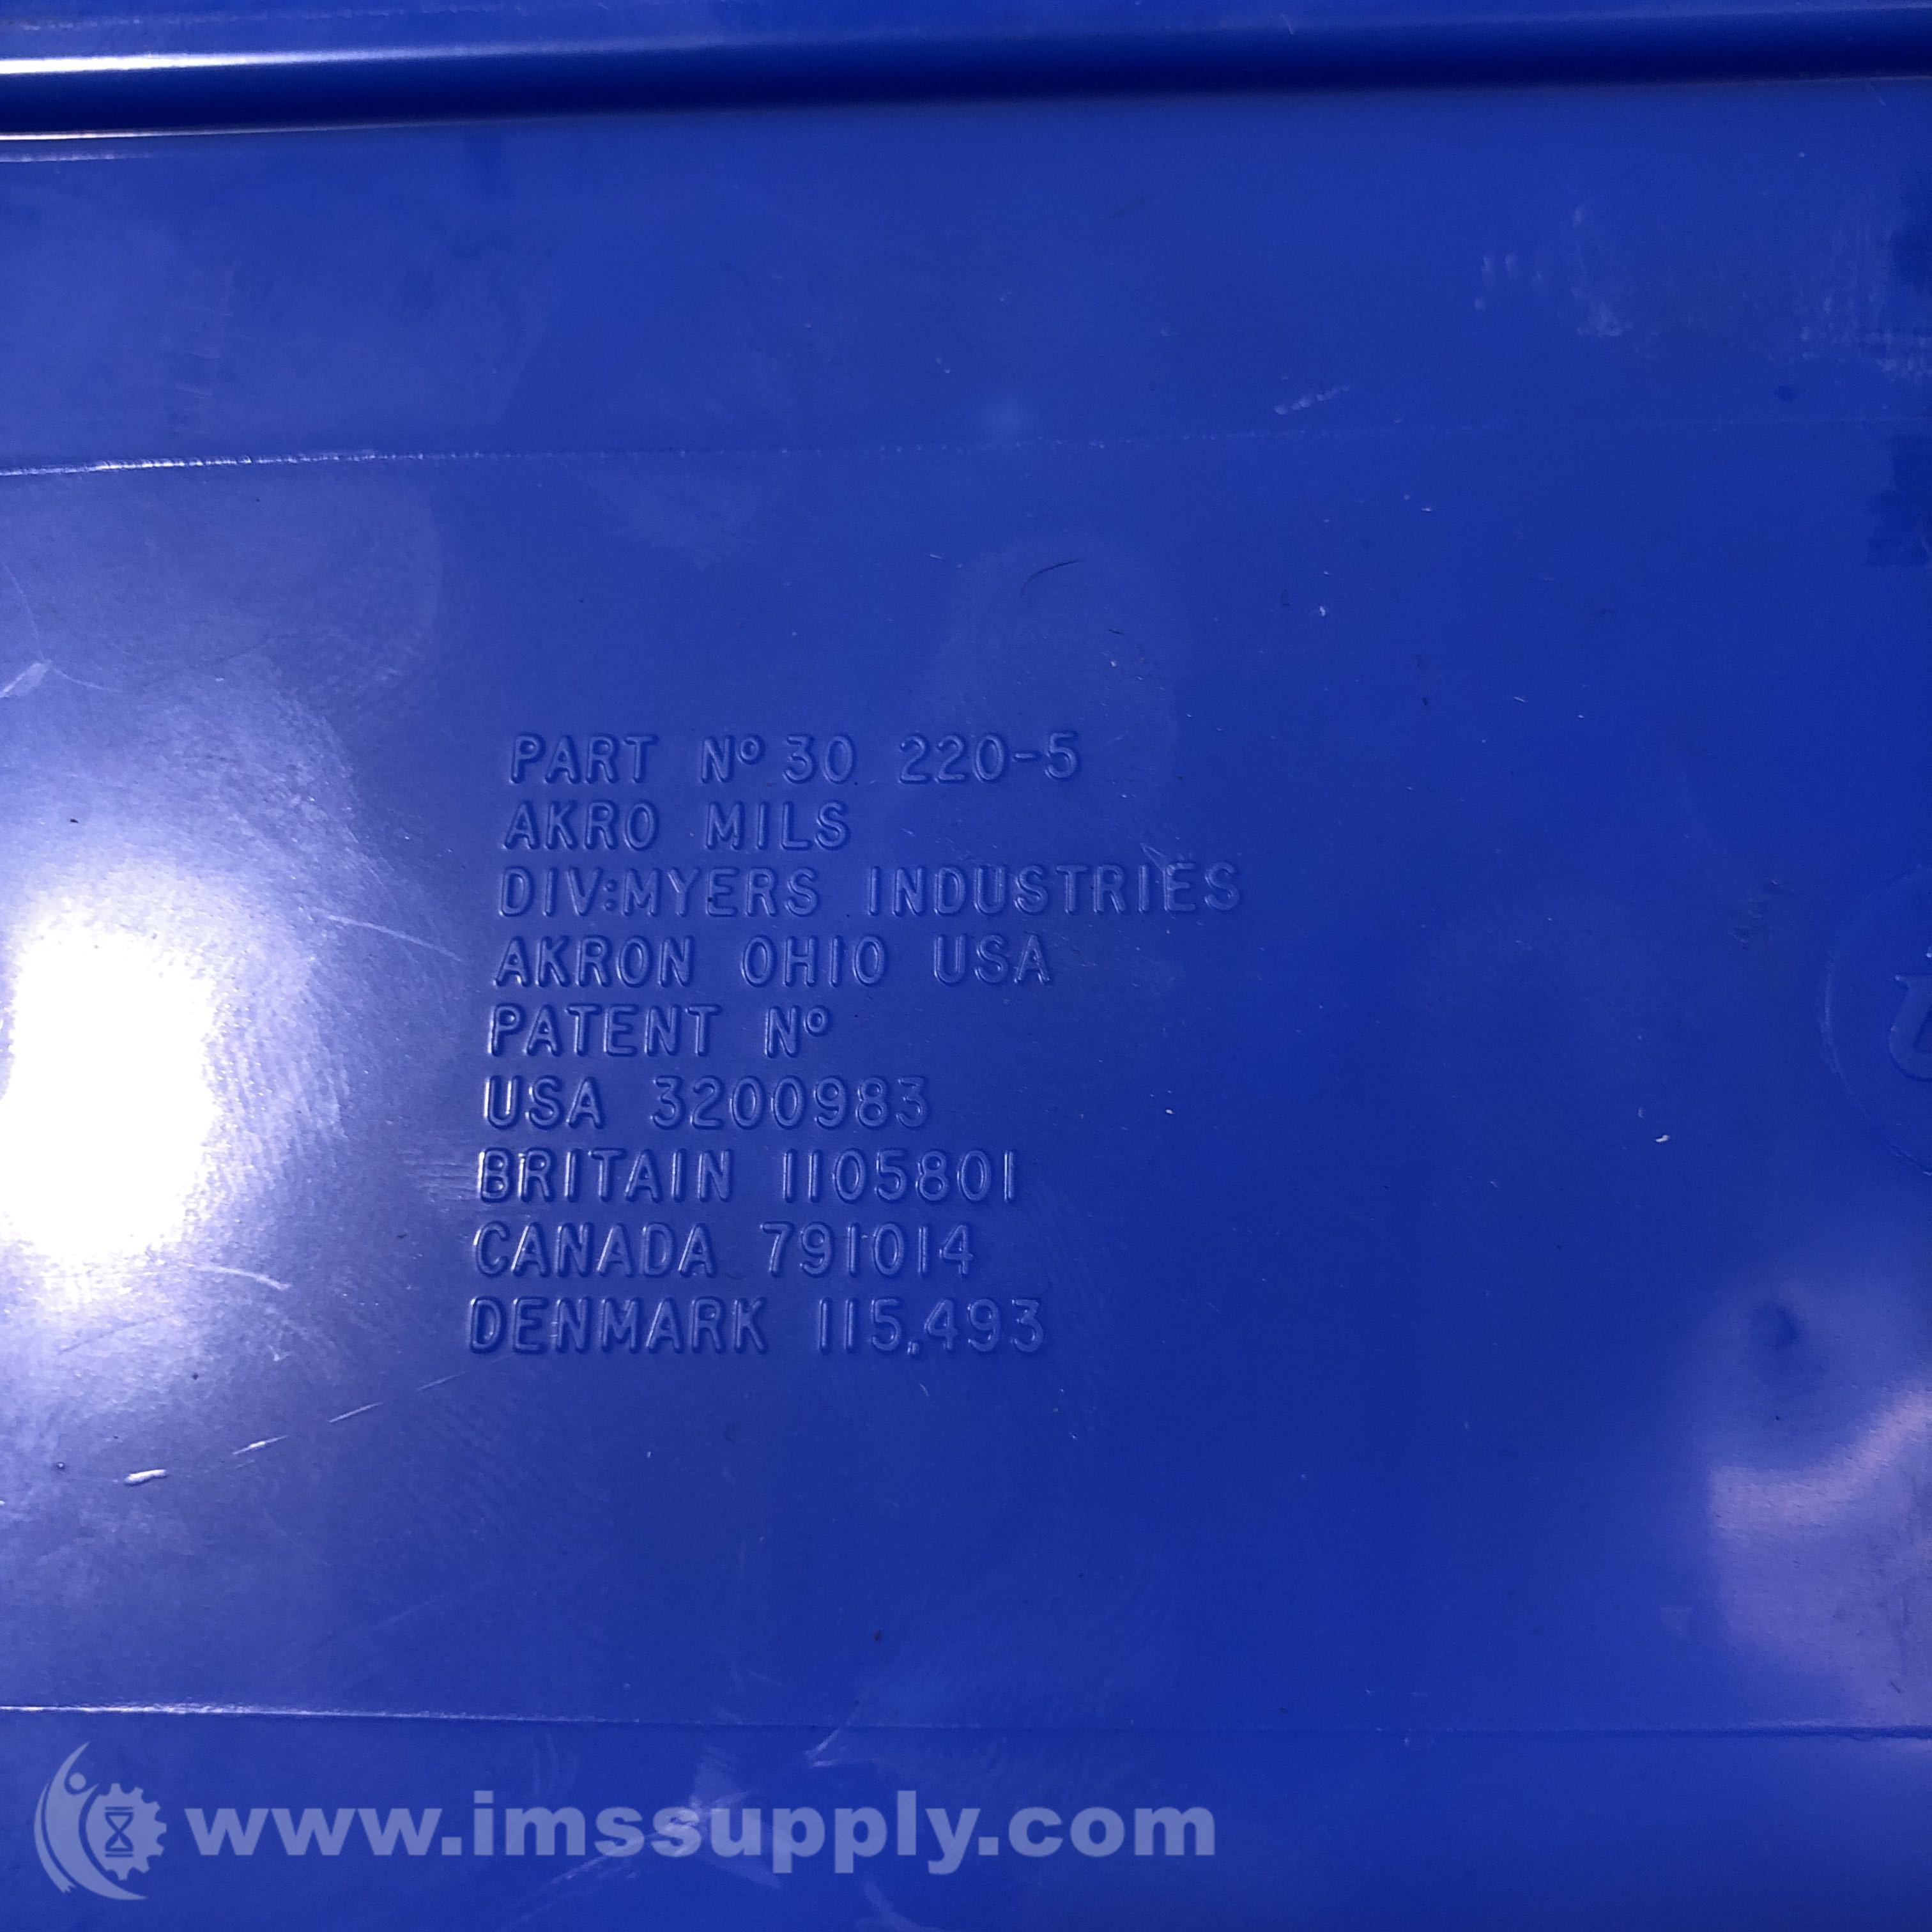 PART Nº 30 220-5
AKRO MILS
DIV:MYERS INDUSTRIES
AKRON OHIO USA
PATENT Nº
USA 3200983
BRITAIN 1105801
CANADA 791014
DENMARK 115,493
www.imssupply.com